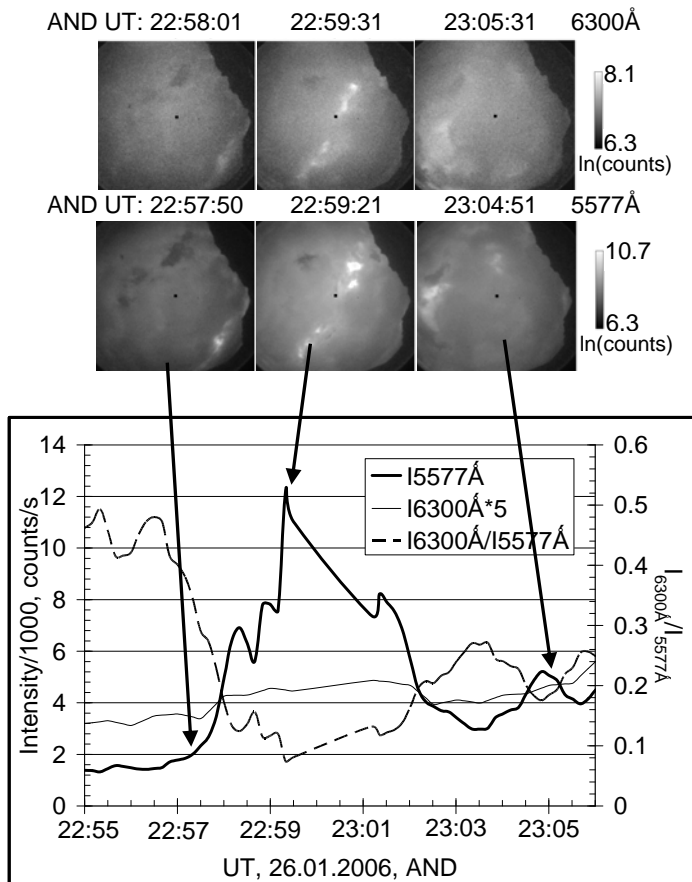 AND UT: 22:58:01 22:59:31 23:05:31 6300Å
8.1
6.3
ln(counts)
AND UT: 22:57:50 22:59:21 23:04:51 5577Å
10.7
6.3
ln(counts)
14
12
10
8
6
4
2
0
Intensity/1000, counts/s
I5577Å
I6300Å*5
I6300Å/I5577Å
0.6
0.5
0.4
0.3
0.2
0.1
0
I6300Å/I5577Å
22:55 22:57 22:59 23:01 23:03 23:05
UT, 26.01.2006, AND